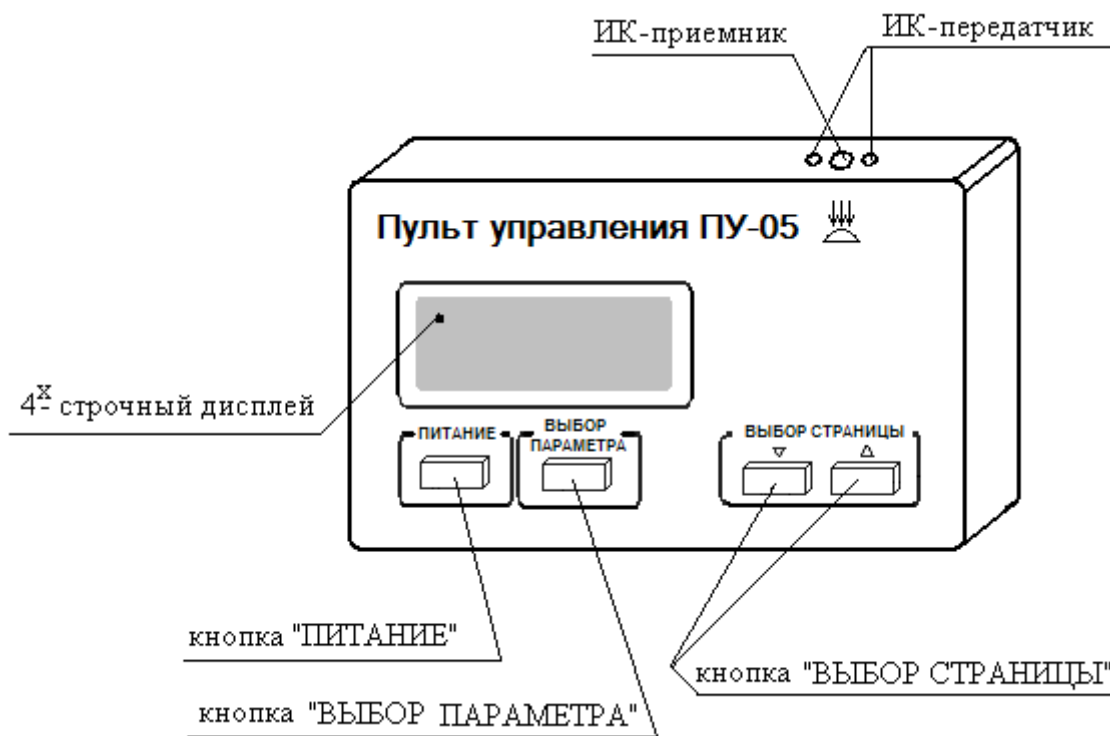 ИК-приемник
ИК-передатчик
Пульт управления ПУ-05
4х- строчный дисплей
ПИТАНИЕ
ВЫБОР
ПАРАМЕТРА
ВЫБОР СТРАНИЦЫ
кнопка "ПИТАНИЕ"
кнопка "ВЫБОР СТРАНИЦЫ"
кнопка "ВЫБОР ПАРАМЕТРА"